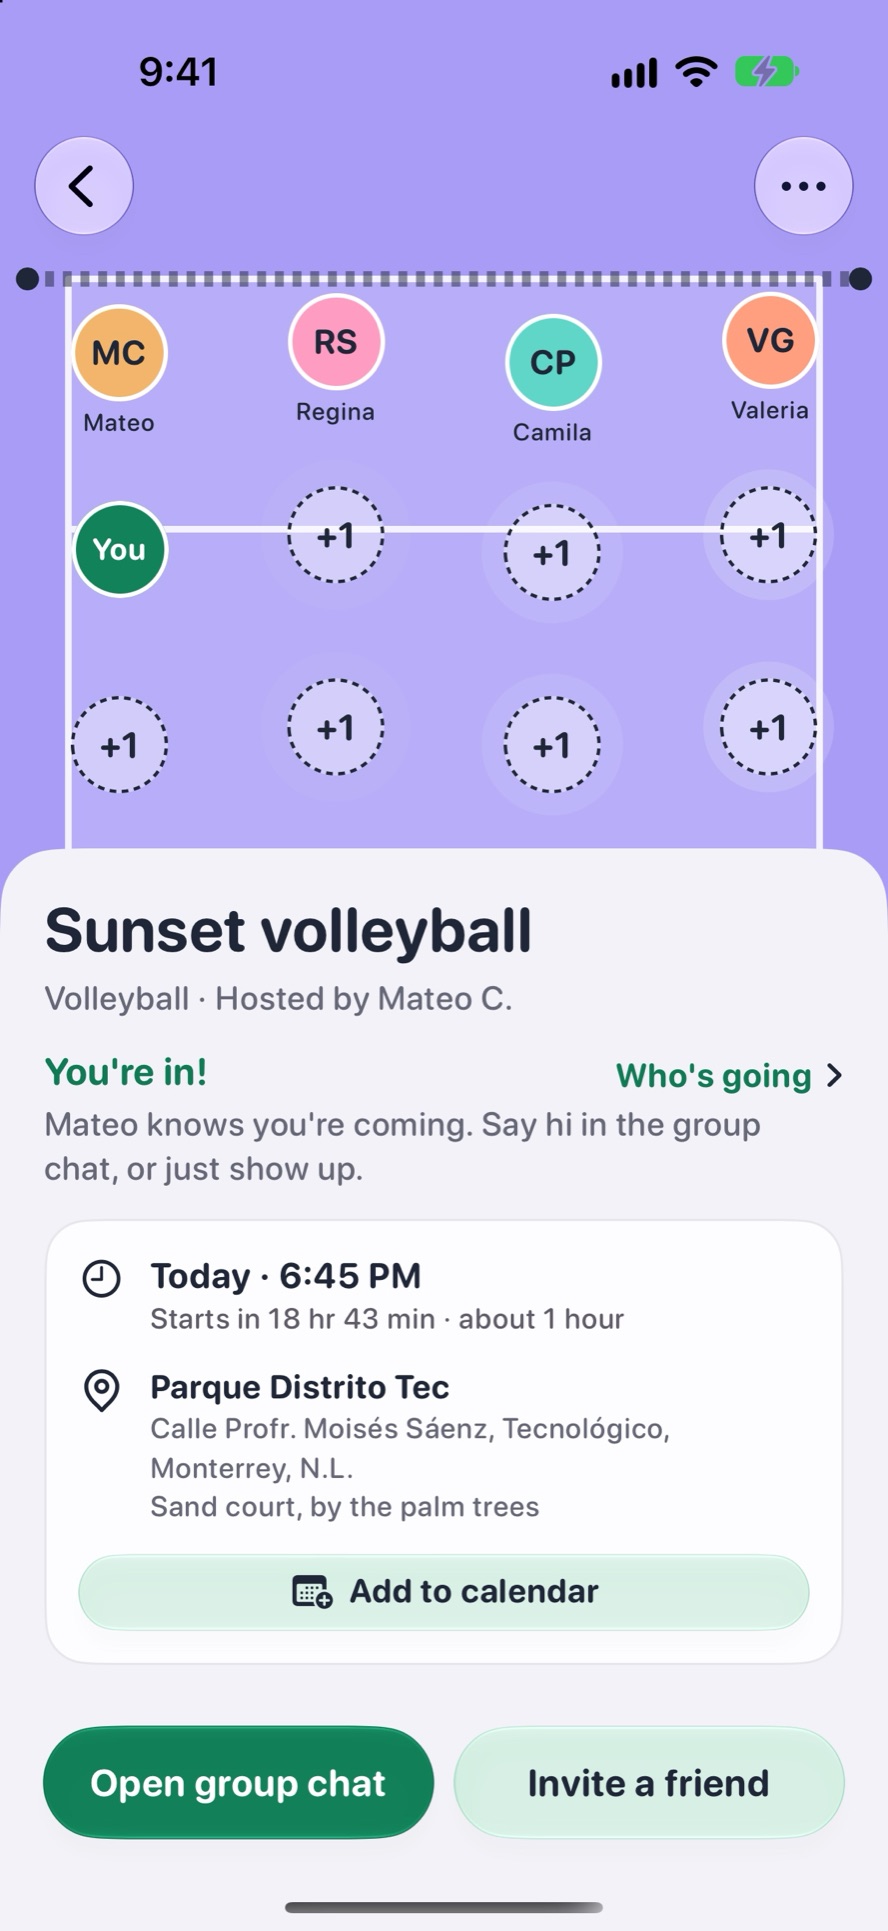 9:41
MC
RS
CP
VG
Mateo
Regina
Camila
Valeria
You
+1
+1
+1
+1
+1
+1
+1
Sunset volleyball
Volleyball · Hosted by Mateo C.
You're in!
Who's going
Mateo knows you're coming. Say hi in the group
chat, or just show up.
Today · 6:45 PM
Starts in 18 hr 43 min · about 1 hour
Parque Distrito Tec
Calle Profr. Moisés Sáenz, Tecnológico,
Monterrey, N.L.
Sand court, by the palm trees
Add to calendar
Open group chat
Invite a friend